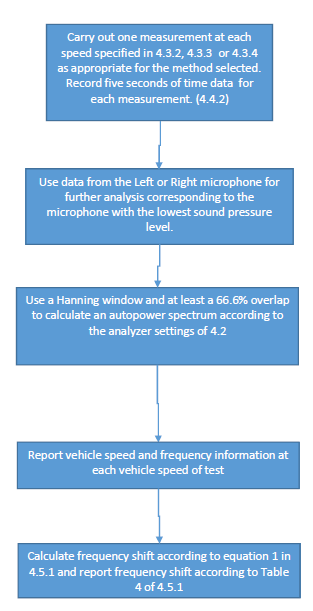 Carry out one measurement at each
speed specified in 4.3.2, 4.3.3 or 4.3.4
as appropriate for the method selected.
Record five seconds of time data for
each measurement. (4.4.2)
Use data from the Left or Right microphone for
further analysis corresponding to the
microphone with the lowest sound pressure
level.
Use a Hanning window and at least a 66.6% overlap
to calculate an autopower spectrum according to
the analyzer settings of 4.2
Report vehicle speed and frequency information at
each vehicle speed of test
Calculate frequency shift according to equation 1 in
4.5.1 and report frequency shift according to Table
4 of 4.5.1